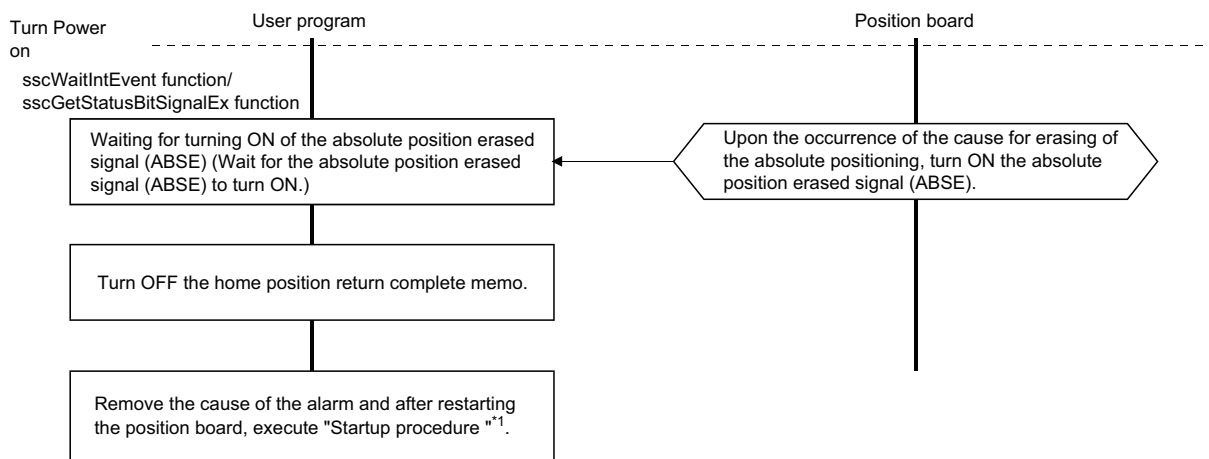 Turn Power
on
User program
Position board
sscWaitIntEvent function/
sscGetStatusBitSignalEx function
Waiting for turning ON of the absolute position erased
signal (ABSE) (Wait for the absolute position erased
signal (ABSE) to turn ON.)
Upon the occurrence of the cause for erasing of
the absolute positioning, turn ON the absolute
position erased signal (ABSE).
Turn OFF the home position return complete memo.
Remove the cause of the alarm and after restarting
the position board, execute "Startup procedure "*1.